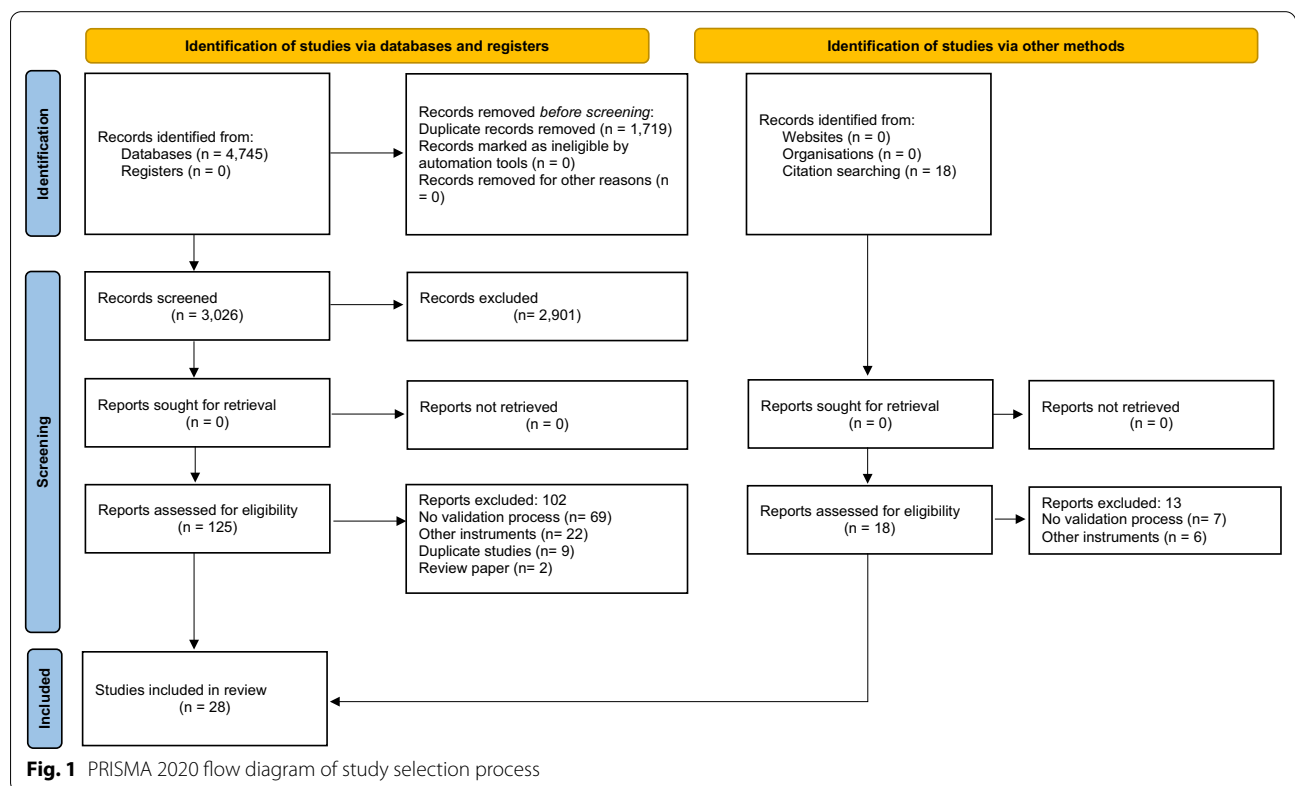 Identification of studies via databases and registers
Identification of studies via other methods
Identification
Records identified from:
Databases (n = 4,745)
Registers (n = 0)
Records removed before screening:
Duplicate records removed (n = 1,719)
Records marked as ineligible by
automation tools (n = 0)
Records removed for other reasons (n
= 0)
Records identified from:
Websites (n = 0)
Organisations (n = 0)
Citation searching (n = 18)
Screening
Records screened
(n = 3,026)
Records excluded
(n= 2,901)
Reports sought for retrieval
(n = 0)
Reports not retrieved
(n = 0)
Reports sought for retrieval
(n = 0)
Reports not retrieved
(n = 0)
Reports assessed for eligibility
(n = 125)
Reports excluded: 102
No validation process (n= 69)
Other instruments (n= 22)
Duplicate studies (n= 9)
Review paper (n= 2)
Reports assessed for eligibility
(n = 18)
Reports excluded: 13
No validation process (n= 7)
Other instruments (n = 6)
Included
Studies included in review
(n = 28)
Fig. 1 PRISMA 2020 flow diagram of study selection process